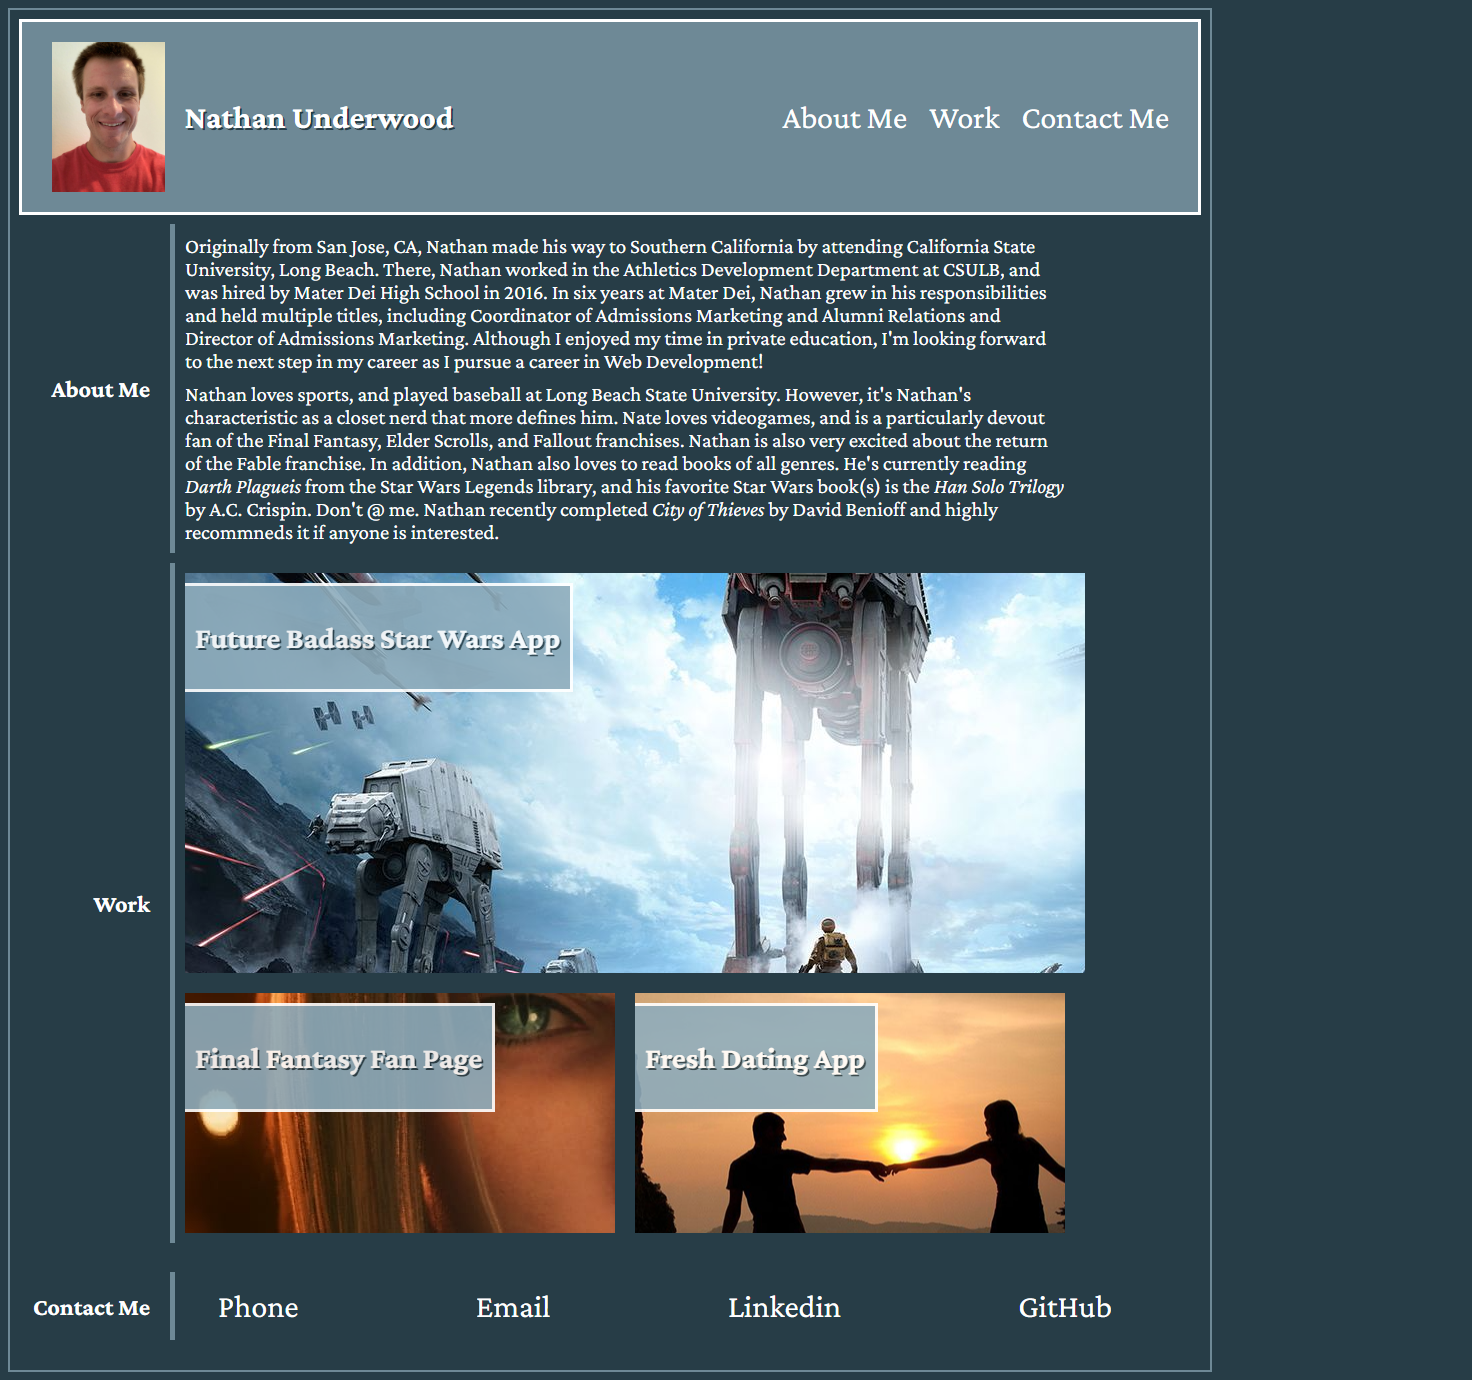 Nathan Underwood
About Me Work Contact Me
About Me
Originally from San Jose, CA, Nathan made his way to Southern California by attending California State
University, Long Beach. There, Nathan worked in the Athletics Development Department at CSULB, and
was hired by Mater Dei High School in 2016. In six years at Mater Dei, Nathan grew in his responsibilities
and held multiple titles, including Coordinator of Admissions Marketing and Alumni Relations and
Director of Admissions Marketing. Although I enjoyed my time in private education, I'm looking forward
to the next step in my career as I pursue a career in Web Development!
Nathan loves sports, and played baseball at Long Beach State University. However, it's Nathan's
characteristic as a closet nerd that more defines him. Nate loves videogames, and is a particularly devout
fan of the Final Fantasy, Elder Scrolls, and Fallout franchises. Nathan is also very excited about the return
of the Fable franchise. In addition, Nathan also loves to read books of all genres. He's currently reading
Darth Plagueis from the Star Wars Legends library, and his favorite Star Wars book(s) is the Han Solo Trilogy
by A.C. Crispin. Don't @ me. Nathan recently completed City of Thieves by David Benioff and highly
recommneds it if anyone is interested.
Work
Future Badass Star Wars App
Final Fantasy Fan Page
Fresh Dating App
Contact Me
Phone Email Linkedin GitHub